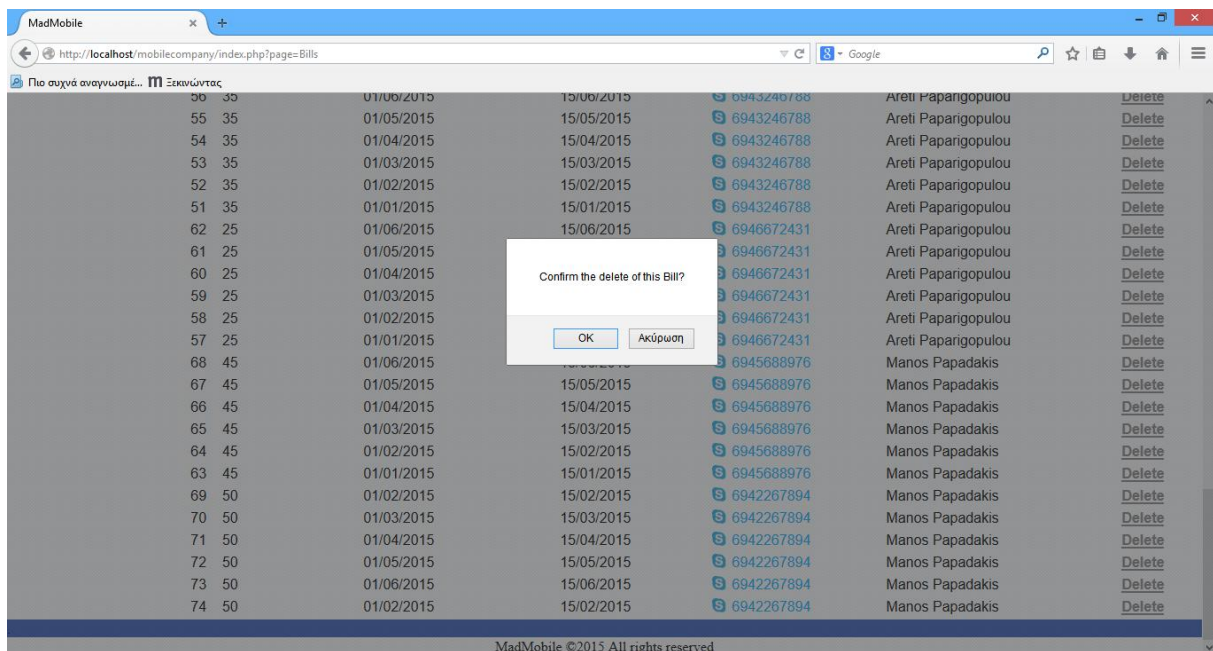 MadMobile
http://localhost/mobilecompany/index.php?page=Bills
Google
Πιο συχνά αναγνωσμέ... Ξεκινώντας
56 35 01/06/2015 15/06/2015 6943246788 Areti Paparigopulou Delete
55 35 01/05/2015 15/05/2015 6943246788 Areti Paparigopulou Delete
54 35 01/04/2015 15/04/2015 6943246788 Areti Paparigopulou Delete
53 35 01/03/2015 15/03/2015 6943246788 Areti Paparigopulou Delete
52 35 01/02/2015 15/02/2015 6943246788 Areti Paparigopulou Delete
51 35 01/01/2015 15/01/2015 6943246788 Areti Paparigopulou Delete
62 25 01/06/2015 15/06/2015 6946672431 Areti Paparigopulou Delete
61 25 01/05/2015 6946672431 Areti Paparigopulou Delete
60 25 01/04/2015 6946672431 Areti Paparigopulou Delete
59 25 01/03/2015 6946672431 Areti Paparigopulou Delete
58 25 01/02/2015 6946672431 Areti Paparigopulou Delete
57 25 01/01/2015 6946672431 Areti Paparigopulou Delete
Confirm the delete of this Bill?
OK Ακύρωση
68 45 01/06/2015 6945688976 Manos Papadakis Delete
67 45 01/05/2015 15/05/2015 6945688976 Manos Papadakis Delete
66 45 01/04/2015 15/04/2015 6945688976 Manos Papadakis Delete
65 45 01/03/2015 15/03/2015 6945688976 Manos Papadakis Delete
64 45 01/02/2015 15/02/2015 6945688976 Manos Papadakis Delete
63 45 01/01/2015 15/01/2015 6945688976 Manos Papadakis Delete
69 50 01/02/2015 15/02/2015 6942267894 Manos Papadakis Delete
70 50 01/03/2015 15/03/2015 6942267894 Manos Papadakis Delete
71 50 01/04/2015 15/04/2015 6942267894 Manos Papadakis Delete
72 50 01/05/2015 15/05/2015 6942267894 Manos Papadakis Delete
73 50 01/06/2015 15/06/2015 6942267894 Manos Papadakis Delete
74 50 01/02/2015 15/02/2015 6942267894 Manos Papadakis Delete
MadMobile ©2015 All rights reserved